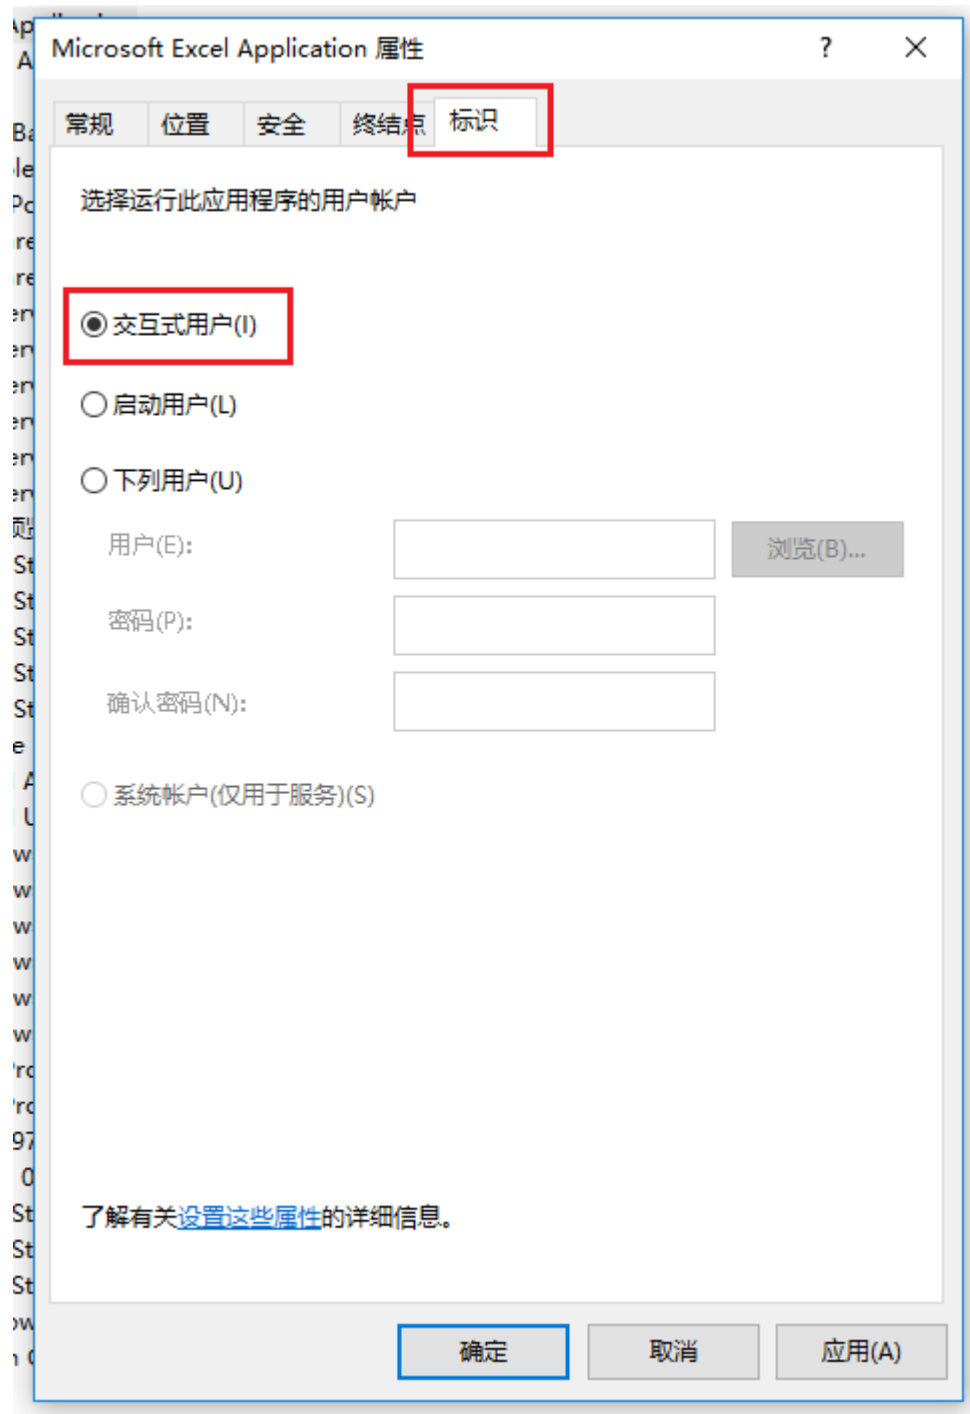 Microsoft Excel Application 属性
常规 位置 安全 终结点 标识
选择运行此应用程序的用户帐户
交互式用户(I)
启动用户(L)
下列用户(U)
用户(E):
浏览(B)...
密码(P):
确认密码(N):
系统帐户(仅用于服务)(S)
了解有关设置这些属性的详细信息。
确定 取消 应用(A)